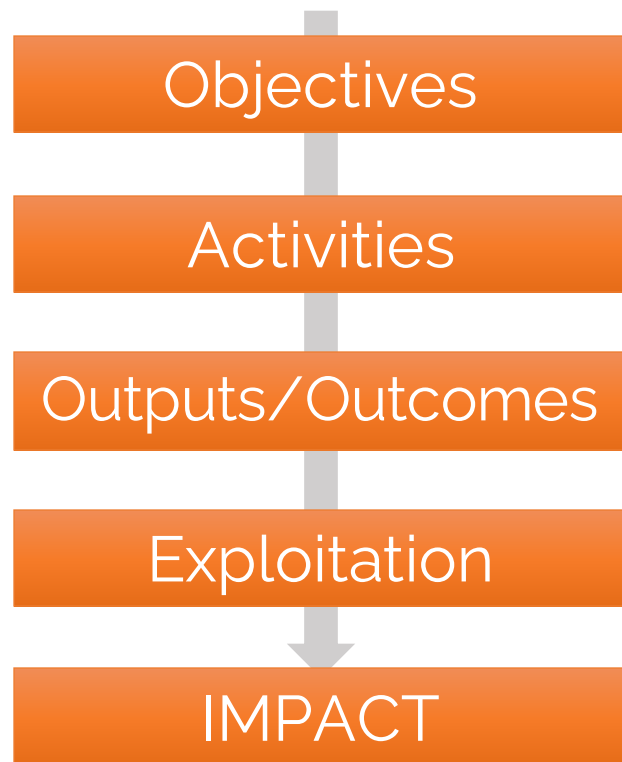 Objectives
Activities
Outputs/Outcomes
Exploitation
IMPACT